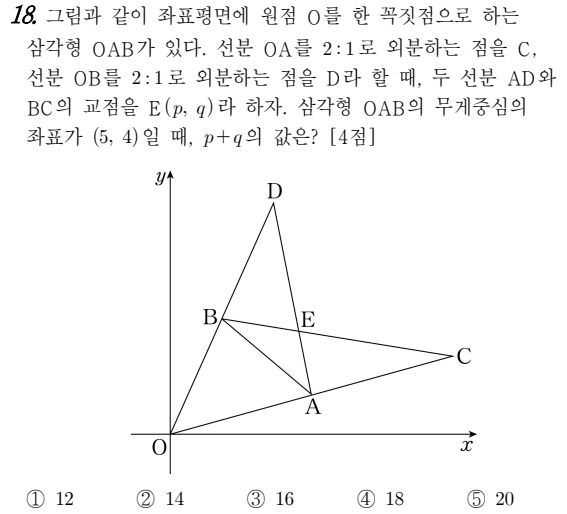 18. 그림과 같이 좌표평면에 원점 O를 한 꼭짓점으로 하는
삼각형 OAB가 있다. 선분 OA를 2:1로 외분하는 점을 C,
선분 OB를 2:1로 외분하는 점을 D라 할 때, 두 선분 AD와
BC의 교점을 E(p, q)라 하자. 삼각형 OAB의 무게중심의
좌표가 (5, 4)일 때, p+q의 값은? [4점]
y
D
B
E
C
A
O
x
① 12 ② 14 ③ 16 ④ 18 ⑤ 20